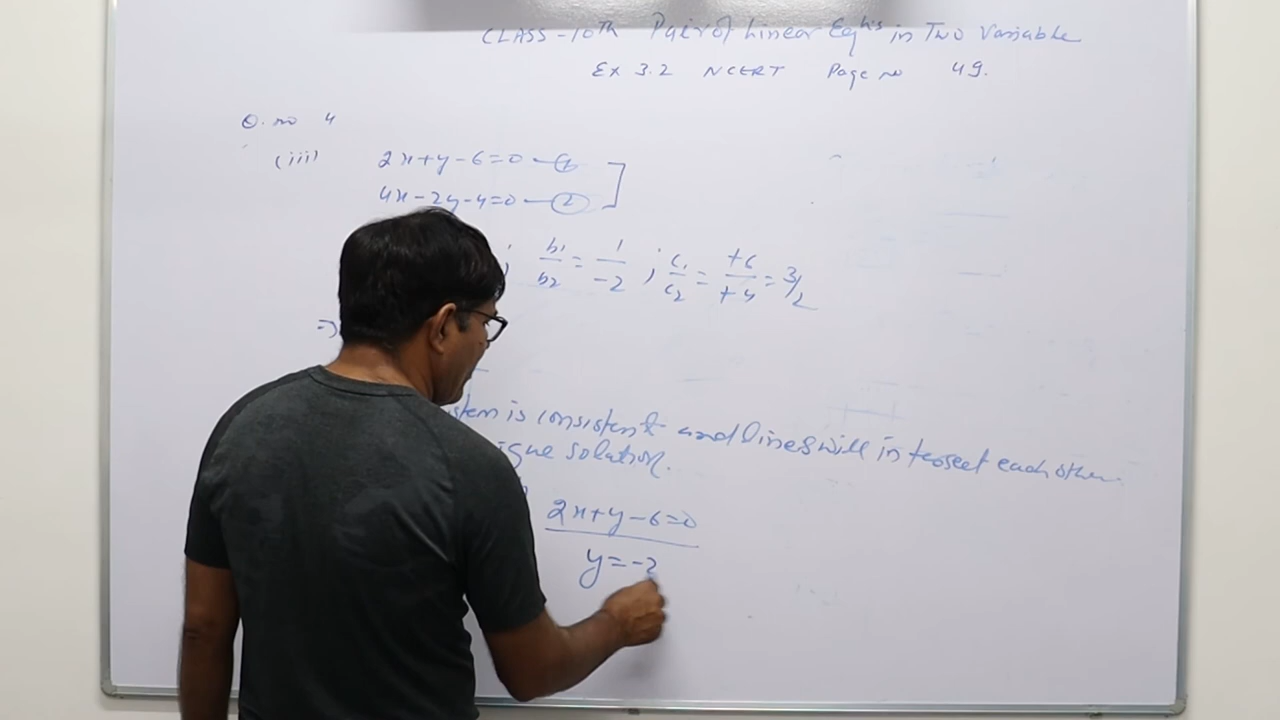 CLASS-10th Pair of Linear Eqns in Two Variable
Ex 3.2 NCERT Page no 49.
Q. no 4
(iii) 2x+y-6=0 — 1
4x-2y-4=0 — 2
; b1/b2 = 1/-2 ; c1/c2 = +6/+4 = 3/2
⇒
stem is consistent and lines will intersect each other
ique solution.
2x+y-6=0
y=-2